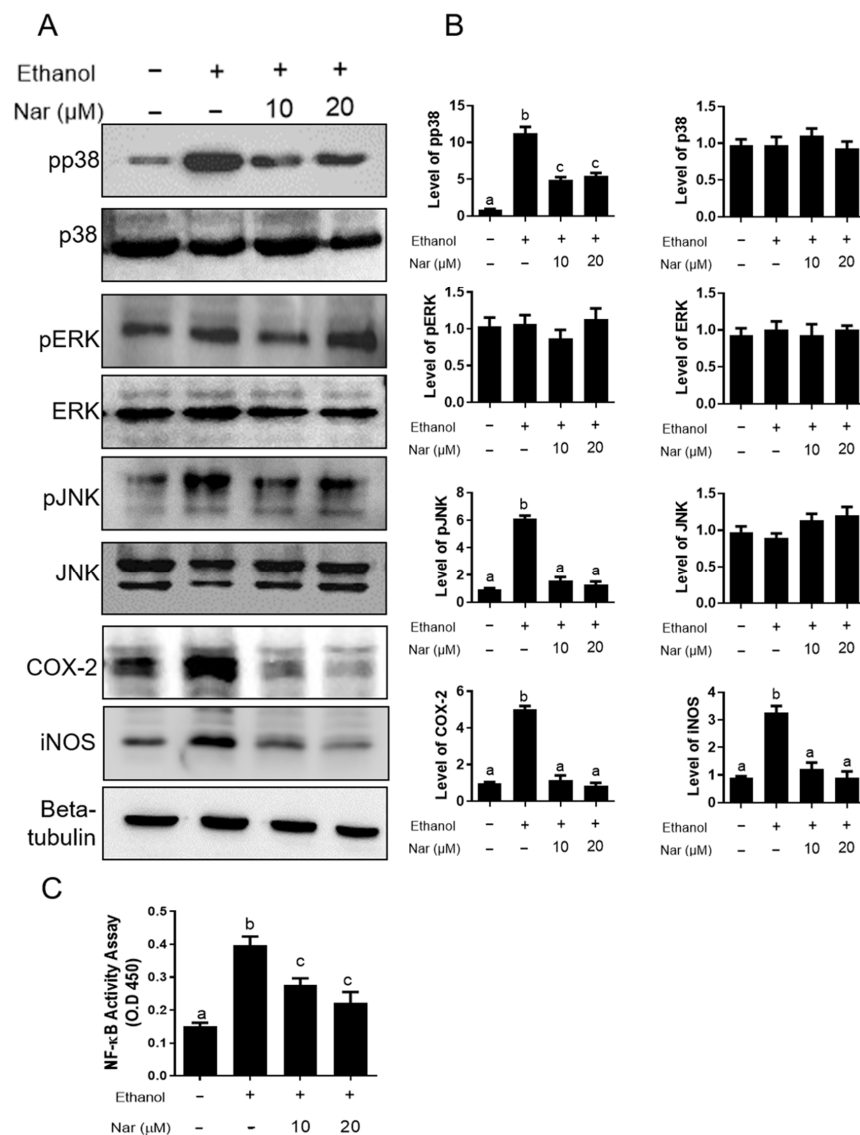 A
Ethanol – + + +
Nar (µM) – – 10 20
pp38
p38
pERK
ERK
pJNK
JNK
COX-2
iNOS
Beta-
tubulin
B
Level of pp38
15
10
5
0
a b c c
Ethanol – + + +
Nar (µM) – – 10 20
Level of p38
1.5
1.0
0.5
0.0
Ethanol – + + +
Nar (µM) – – 10 20
Level of pERK
1.5
1.0
0.5
0.0
Ethanol – + + +
Nar (µM) – – 10 20
Level of ERK
1.5
1.0
0.5
0.0
Ethanol – + + +
Nar (µM) – – 10 20
Level of pJNK
8
6
4
2
0
a b a a
Ethanol – + + +
Nar (µM) – – 10 20
Level of JNK
1.5
1.0
0.5
0.0
Ethanol – + + +
Nar (µM) – – 10 20
Level of COX-2
6
4
2
0
a b a a
Ethanol – + + +
Nar (µM) – – 10 20
Level of iNOS
4
3
2
1
0
a b a a
Ethanol – + + +
Nar (µM) – – 10 20
C
NF-κB Activity Assay
(O.D 450)
0.5
0.4
0.3
0.2
0.1
0.0
a b c c
Ethanol – + + +
Nar (µM) – - 10 20